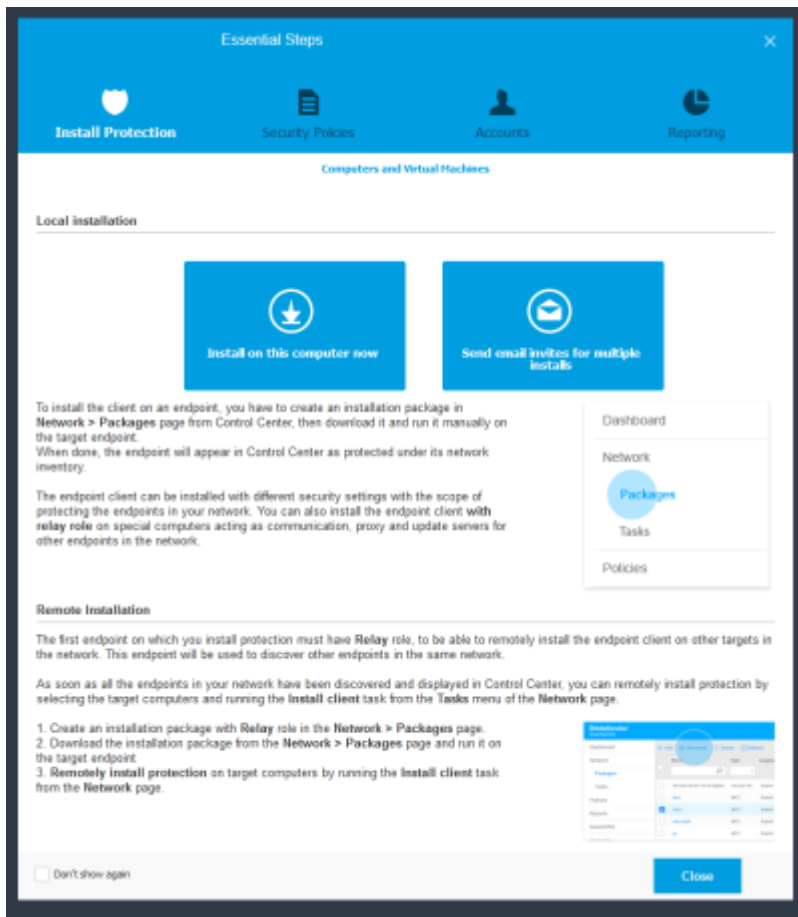 Essential Steps
Install Protection
Security Policies
Accounts
Reporting
Computers and Virtual Machines
Local installation
Install on this computer now
Send email invites for multiple
installs
To install the client on an endpoint, you have to create an installation package in
Network > Packages page from Control Center, then download it and run it manually on
the target endpoint.
When done, the endpoint will appear in Control Center as protected under its network
inventory.
The endpoint client can be installed with different security settings with the scope of
protecting the endpoints in your network. You can also install the endpoint client with
relay role on special computers acting as communication, proxy and update servers for
other endpoints in the network.
Dashboard
Network
Packages
Tasks
Policies
Remote Installation
The first endpoint on which you install protection must have Relay role, to be able to remotely install the endpoint client on other targets in
the network. This endpoint will be used to discover other endpoints in the same network.
As soon as all the endpoints in your network have been discovered and displayed in Control Center, you can remotely install protection by
selecting the target computers and running the Install client task from the Tasks menu of the Network page.
1. Create an installation package with Relay role in the Network > Packages page.
2. Download the installation package from the Network > Packages page and run it on
the target endpoint
3. Remotely install protection on target computers by running the Install client task
from the Network page.
Don't show again
Close